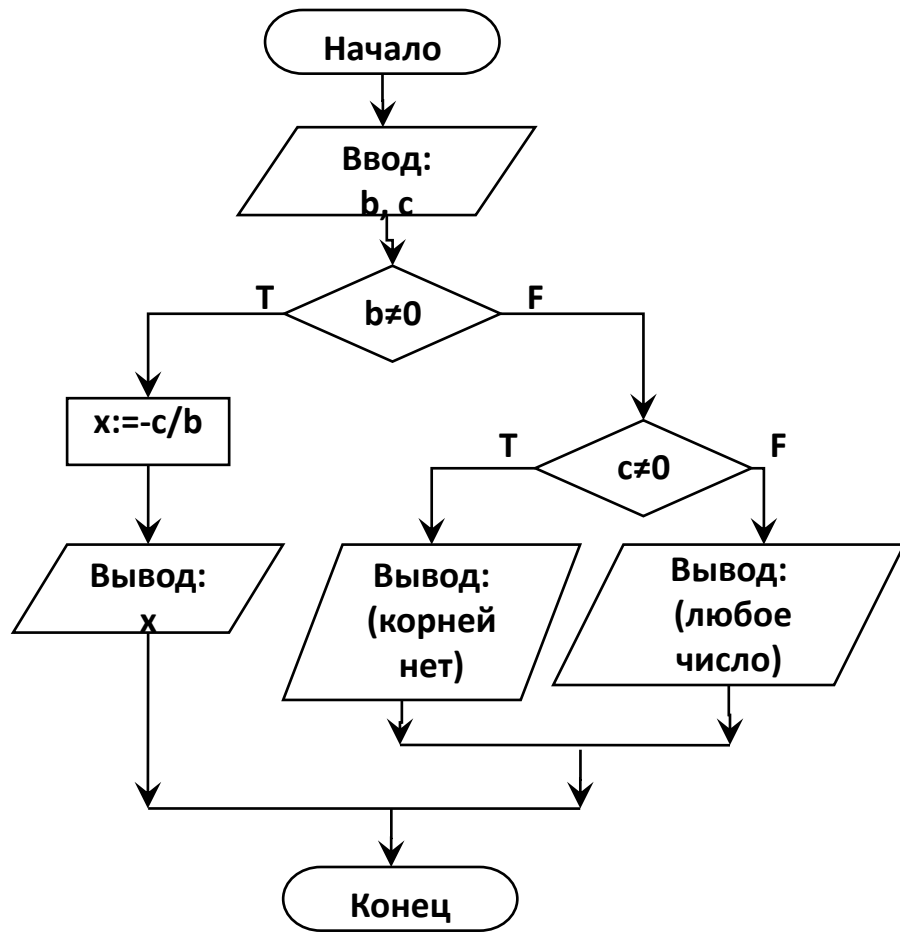 Начало
Ввод:
b, c
T
F
b≠0
x:=-c/b
T
F
c≠0
Вывод:
x
Вывод:
(корней
нет)
Вывод:
(любое
число)
Конец